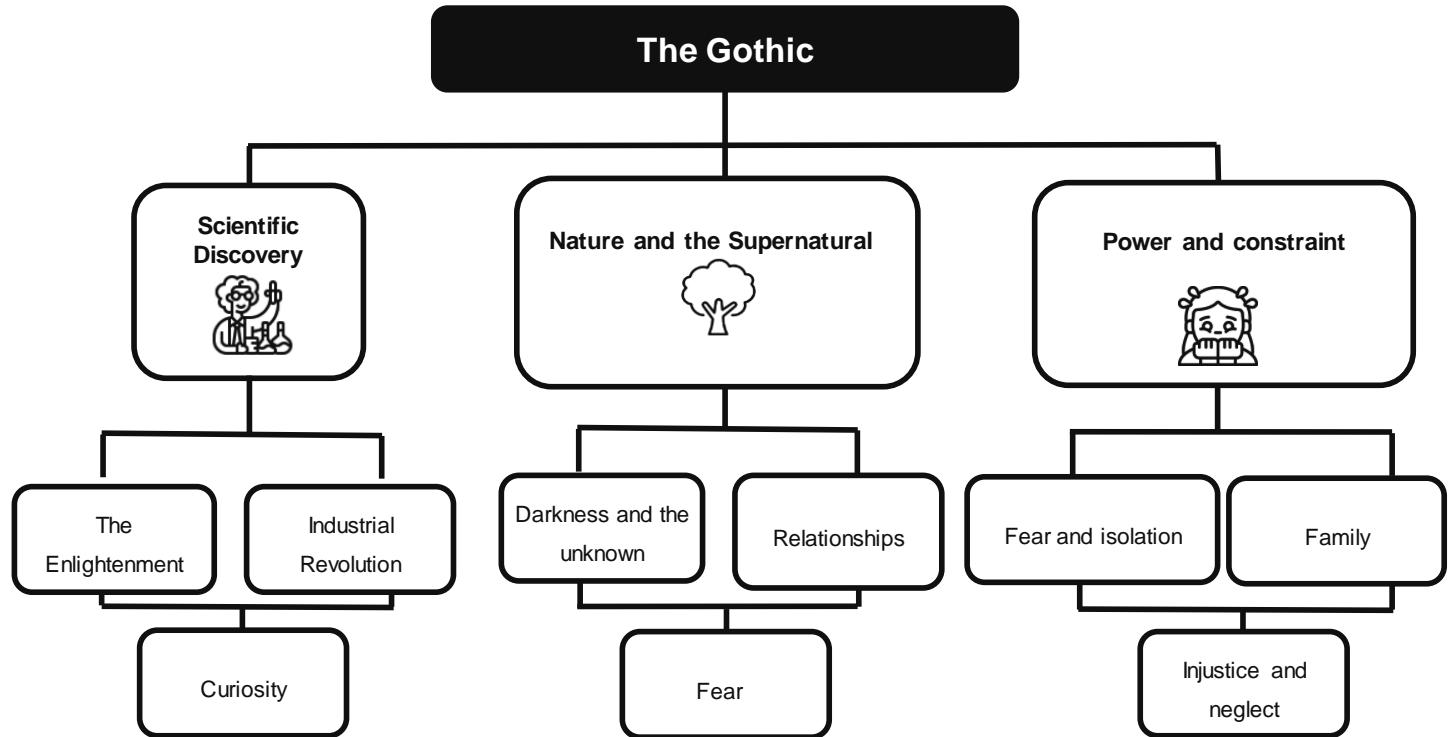 The Gothic
Scientific
Discovery
Nature and the Supernatural
Power and constraint
The
Enlightenment
Industrial
Revolution
Darkness and the
unknown
Relationships
Fear and isolation
Family
Curiosity
Fear
Injustice and
neglect